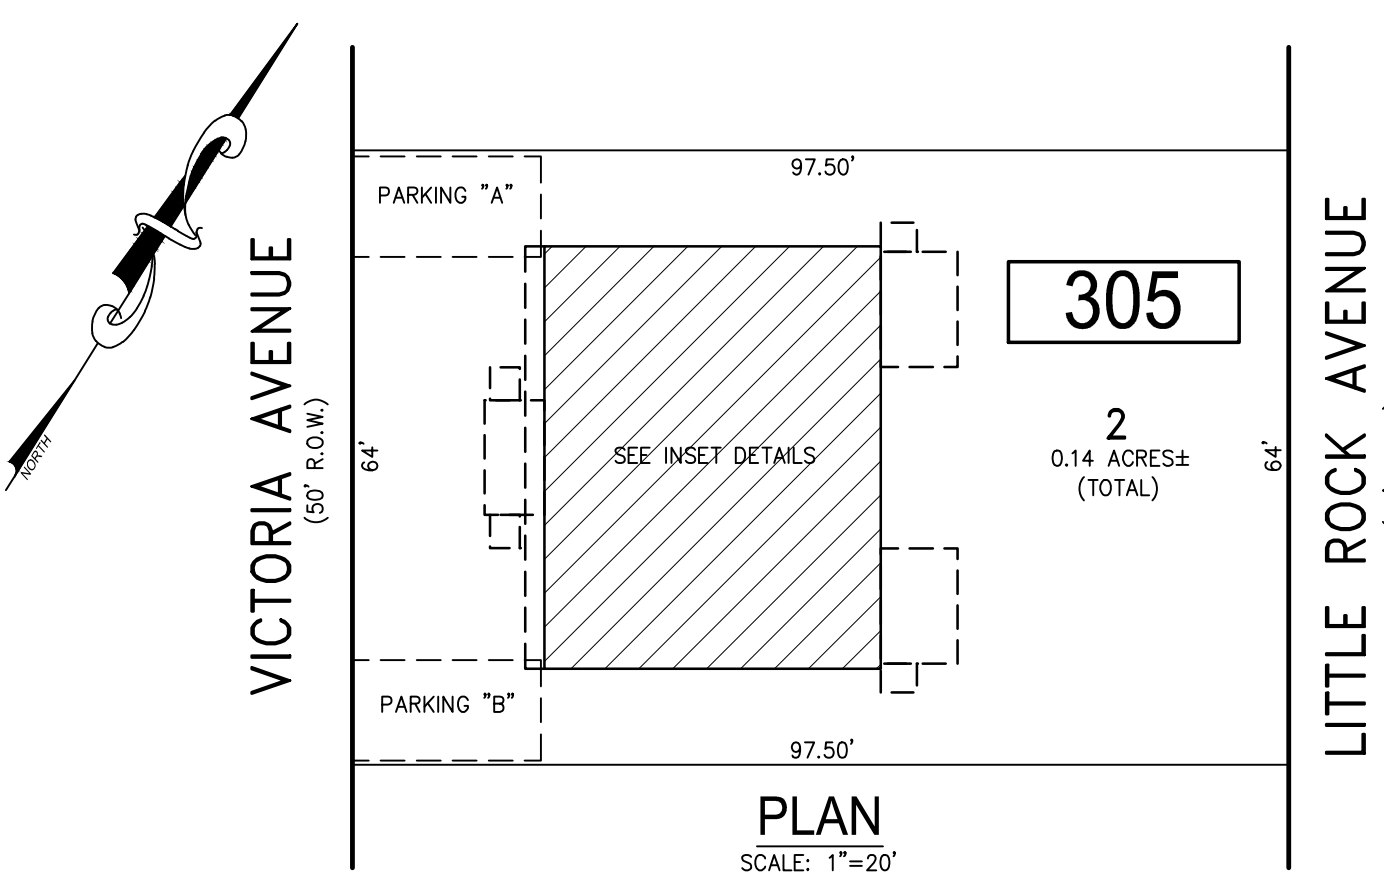 NORTH
VICTORIA AVENUE
(50' R.O.W.)
97.50'
PARKING "A"
305
64'
SEE INSET DETAILS
2
0.14 ACRES±
(TOTAL)
64'
LITTLE ROCK AVENUE
PARKING "B"
97.50'
PLAN
SCALE: 1"=20'